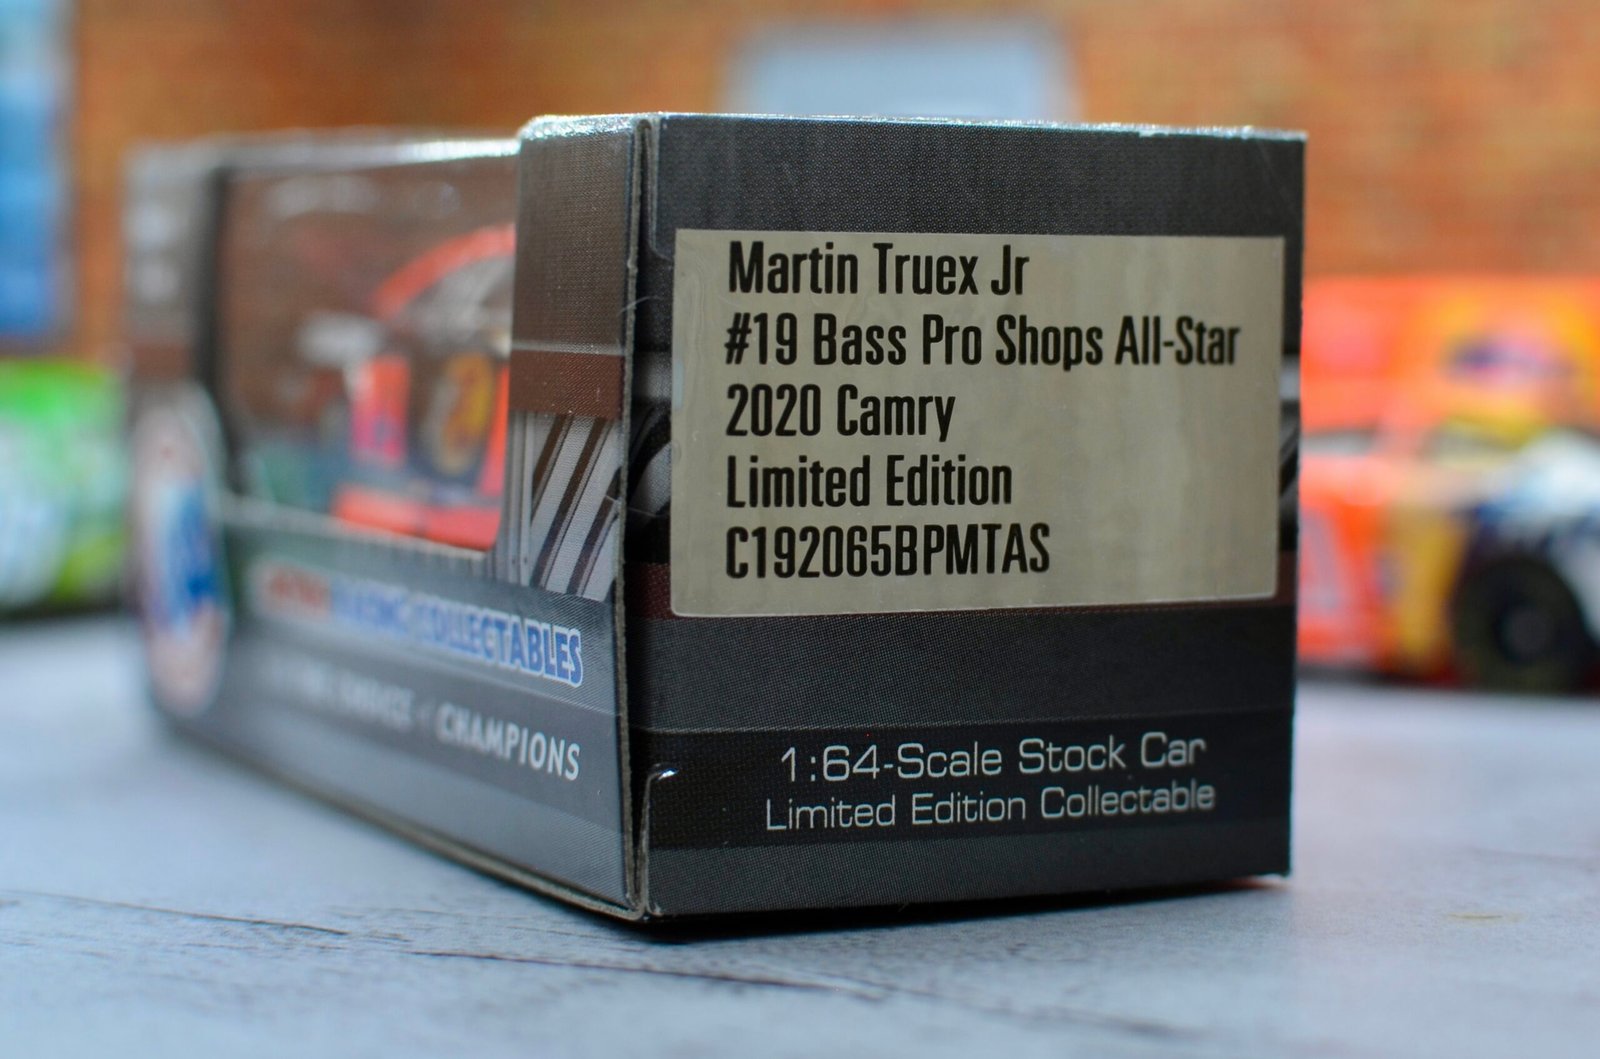 Martin Truex Jr
#19 Bass Pro Shops All-Star
2020 Camry
Limited Edition
C192065BPMTAS
1:64-Scale Stock Car
Limited Edition Collectable
RACING COLLECTABLES
CHAMPIONS